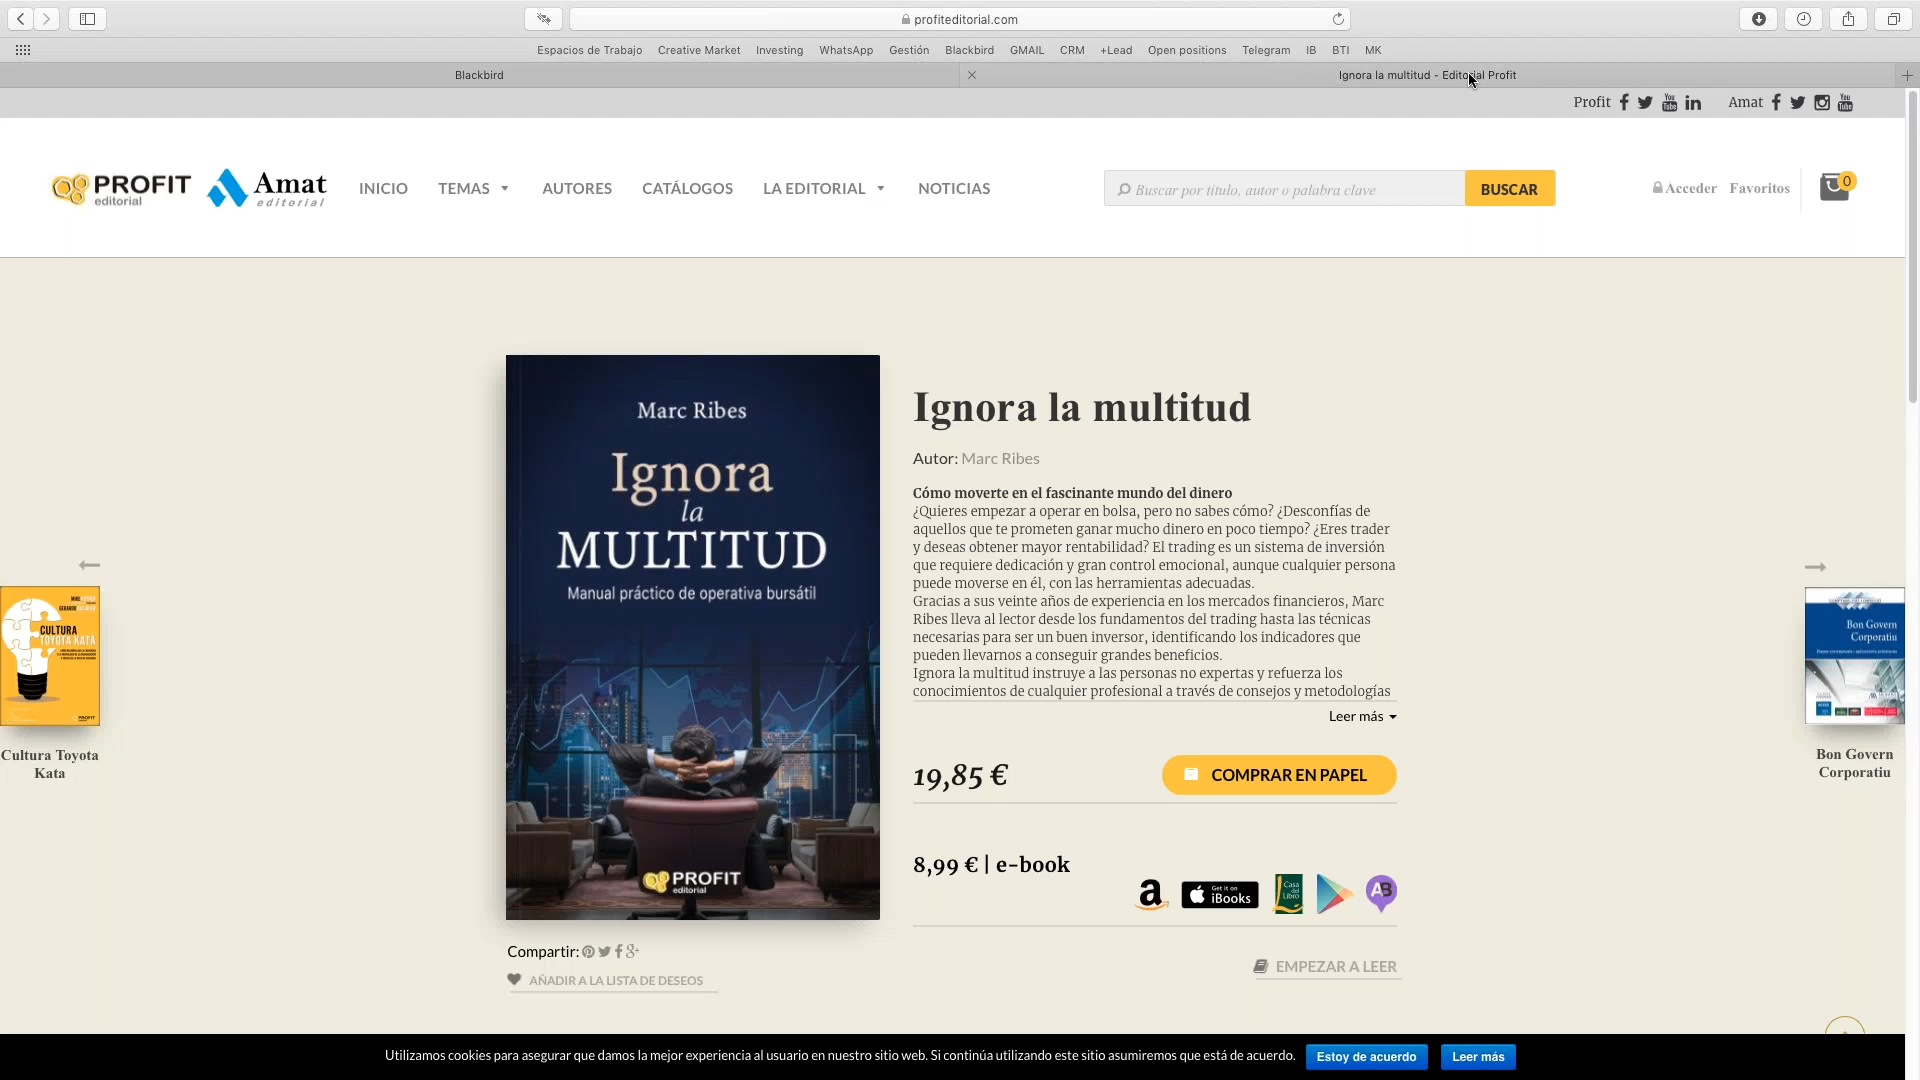 profiteditorial.com
Espacios de Trabajo Creative Market Investing WhatsApp Gestión Blackbird GMAIL CRM +Lead Open positions Telegram IB BTI MK
Blackbird
Ignora la multitud - Editorial Profit
Profit
Amat
PROFIT
editorial
Amat
editorial
INICIO
TEMAS
AUTORES
CATÁLOGOS
LA EDITORIAL
NOTICIAS
Buscar por título, autor o palabra clave
BUSCAR
Acceder
Favoritos
0
Marc Ribes
Ignora
la
MULTITUD
Manual práctico de operativa bursátil
PROFIT
editorial
Ignora la multitud
Autor: Marc Ribes
Cómo moverte en el fascinante mundo del dinero
¿Quieres empezar a operar en bolsa, pero no sabes cómo? ¿Desconfías de
aquellos que te prometen ganar mucho dinero en poco tiempo? ¿Eres trader
y deseas obtener mayor rentabilidad? El trading es un sistema de inversión
que requiere dedicación y gran control emocional, aunque cualquier persona
puede moverse en él, con las herramientas adecuadas.
Gracias a sus veinte años de experiencia en los mercados financieros, Marc
Ribes lleva al lector desde los fundamentos del trading hasta las técnicas
necesarias para ser un buen inversor, identificando los indicadores que
pueden llevarnos a conseguir grandes beneficios.
Ignora la multitud instruye a las personas no expertas y refuerza los
conocimientos de cualquier profesional a través de consejos y metodologías
Leer más
19,85 €
COMPRAR EN PAPEL
8,99 € | e-book
a
Get it on
iBooks
Casa
del
Libro
AB
EMPEZAR A LEER
Compartir:
AÑADIR A LA LISTA DE DESEOS
CULTURA
TOYOTA KATA
PROFIT
Cultura Toyota
Kata
Bon Govern
Corporatiu
Bon Govern
Corporatiu
Utilizamos cookies para asegurar que damos la mejor experiencia al usuario en nuestro sitio web. Si continúa utilizando este sitio asumiremos que está de acuerdo.
Estoy de acuerdo
Leer más